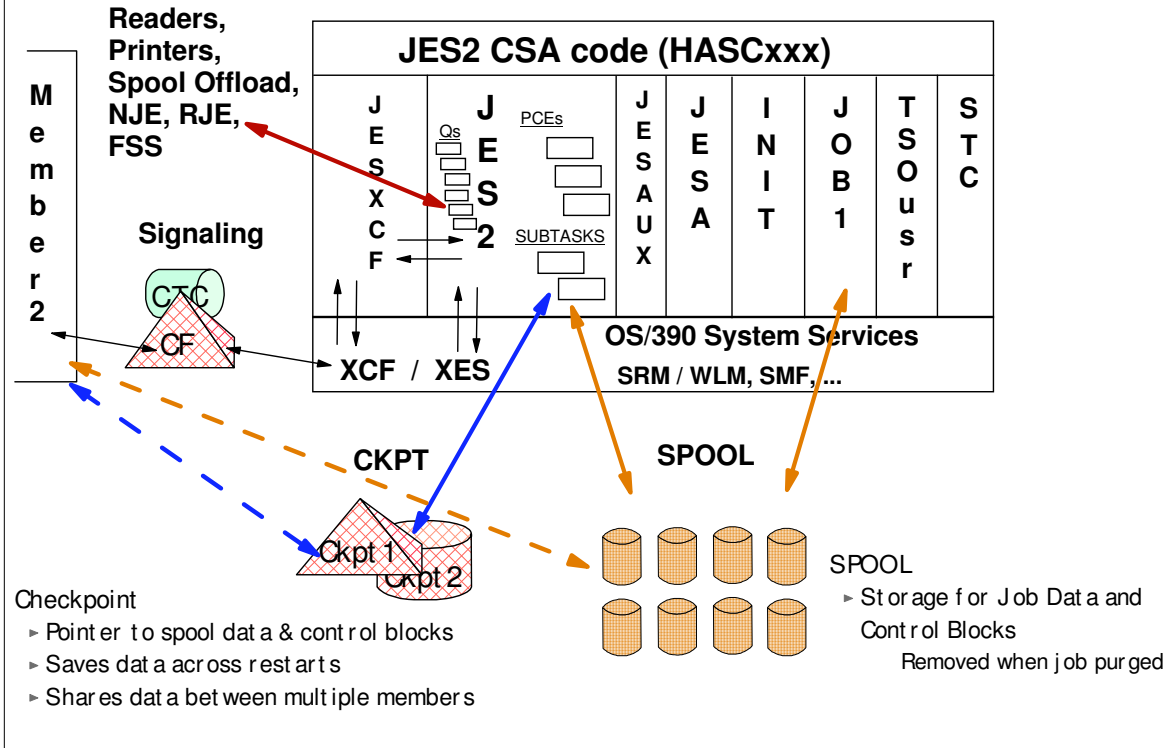 Readers,
Printers,
Spool Offload,
NJE, RJE,
FSS
JES2 CSA code (HASCxxx)
Member2
JESXCF
Qs
JES2
PCEs
SUBTASKS
JESAUX
JESA
INIT
JOB1
TSOusr
STC
Signaling
CTC
CF
XCF / XES
OS/390 System Services
SRM / WLM, SMF, ...
CKPT
SPOOL
Ckpt 1
Ckpt 2
Checkpoint
► Pointer to spool data & control blocks
► Saves data across restarts
► Shares data between multiple members
SPOOL
► Storage for Job Data and
Control Blocks
Removed when job purged